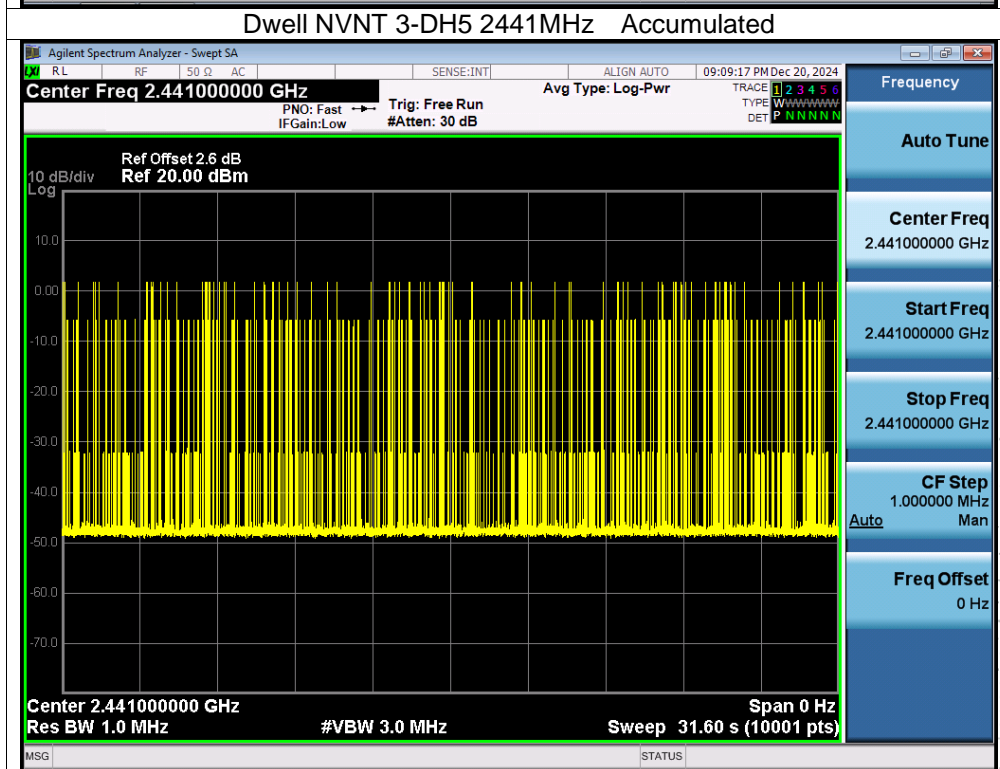 Dwell NVNT 3-DH5 2441MHz Accumulated
Agilent Spectrum Analyzer - Swept SA
LXI RL RF 50 Ω AC SENSE:INT ALIGN AUTO 09:09:17 PM Dec 20, 2024
Center Freq 2.441000000 GHz
PNO: Fast
IFGain:Low
Trig: Free Run
#Atten: 30 dB
Avg Type: Log-Pwr
TRACE 1 2 3 4 5 6
TYPE WWWWWWW
DET P N N N N N
Ref Offset 2.6 dB
10 dB/div Ref 20.00 dBm
Log
10.0
0.00
-10.0
-20.0
-30.0
-40.0
-50.0
-60.0
-70.0
Center 2.441000000 GHz Span 0 Hz
Res BW 1.0 MHz #VBW 3.0 MHz Sweep 31.60 s (10001 pts)
MSG STATUS
Frequency
Auto Tune
Center Freq
2.441000000 GHz
Start Freq
2.441000000 GHz
Stop Freq
2.441000000 GHz
CF Step
1.000000 MHz
Auto Man
Freq Offset
0 Hz